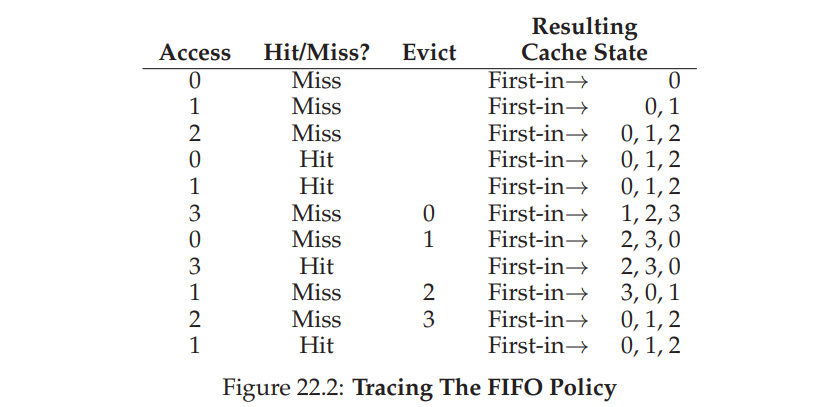 Resulting
Access Hit/Miss? Evict Cache State
0 Miss First-in→ 0
1 Miss First-in→ 0, 1
2 Miss First-in→ 0, 1, 2
0 Hit First-in→ 0, 1, 2
1 Hit First-in→ 0, 1, 2
3 Miss 0 First-in→ 1, 2, 3
0 Miss 1 First-in→ 2, 3, 0
3 Hit First-in→ 2, 3, 0
1 Miss 2 First-in→ 3, 0, 1
2 Miss 3 First-in→ 0, 1, 2
1 Hit First-in→ 0, 1, 2
Figure 22.2: Tracing The FIFO Policy